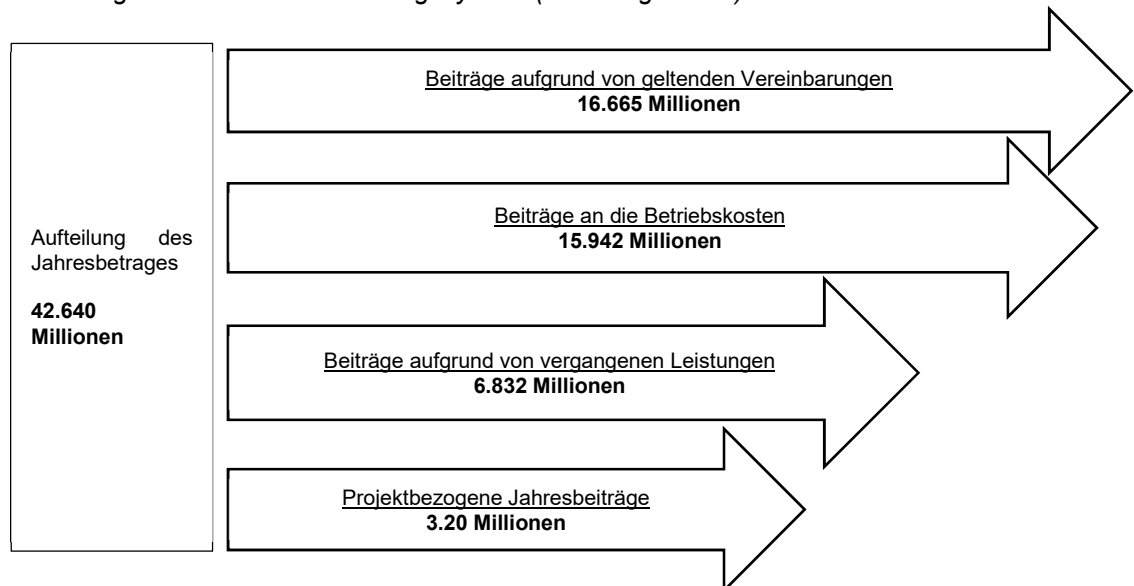 Beiträge aufgrund von geltenden Vereinbarungen
16.665 Millionen
Beiträge an die Betriebskosten
15.942 Millionen
Aufteilung des
Jahresbetrages
42.640
Millionen
Beiträge aufgrund von vergangenen Leistungen
6.832 Millionen
Projektbezogene Jahresbeiträge
3.20 Millionen